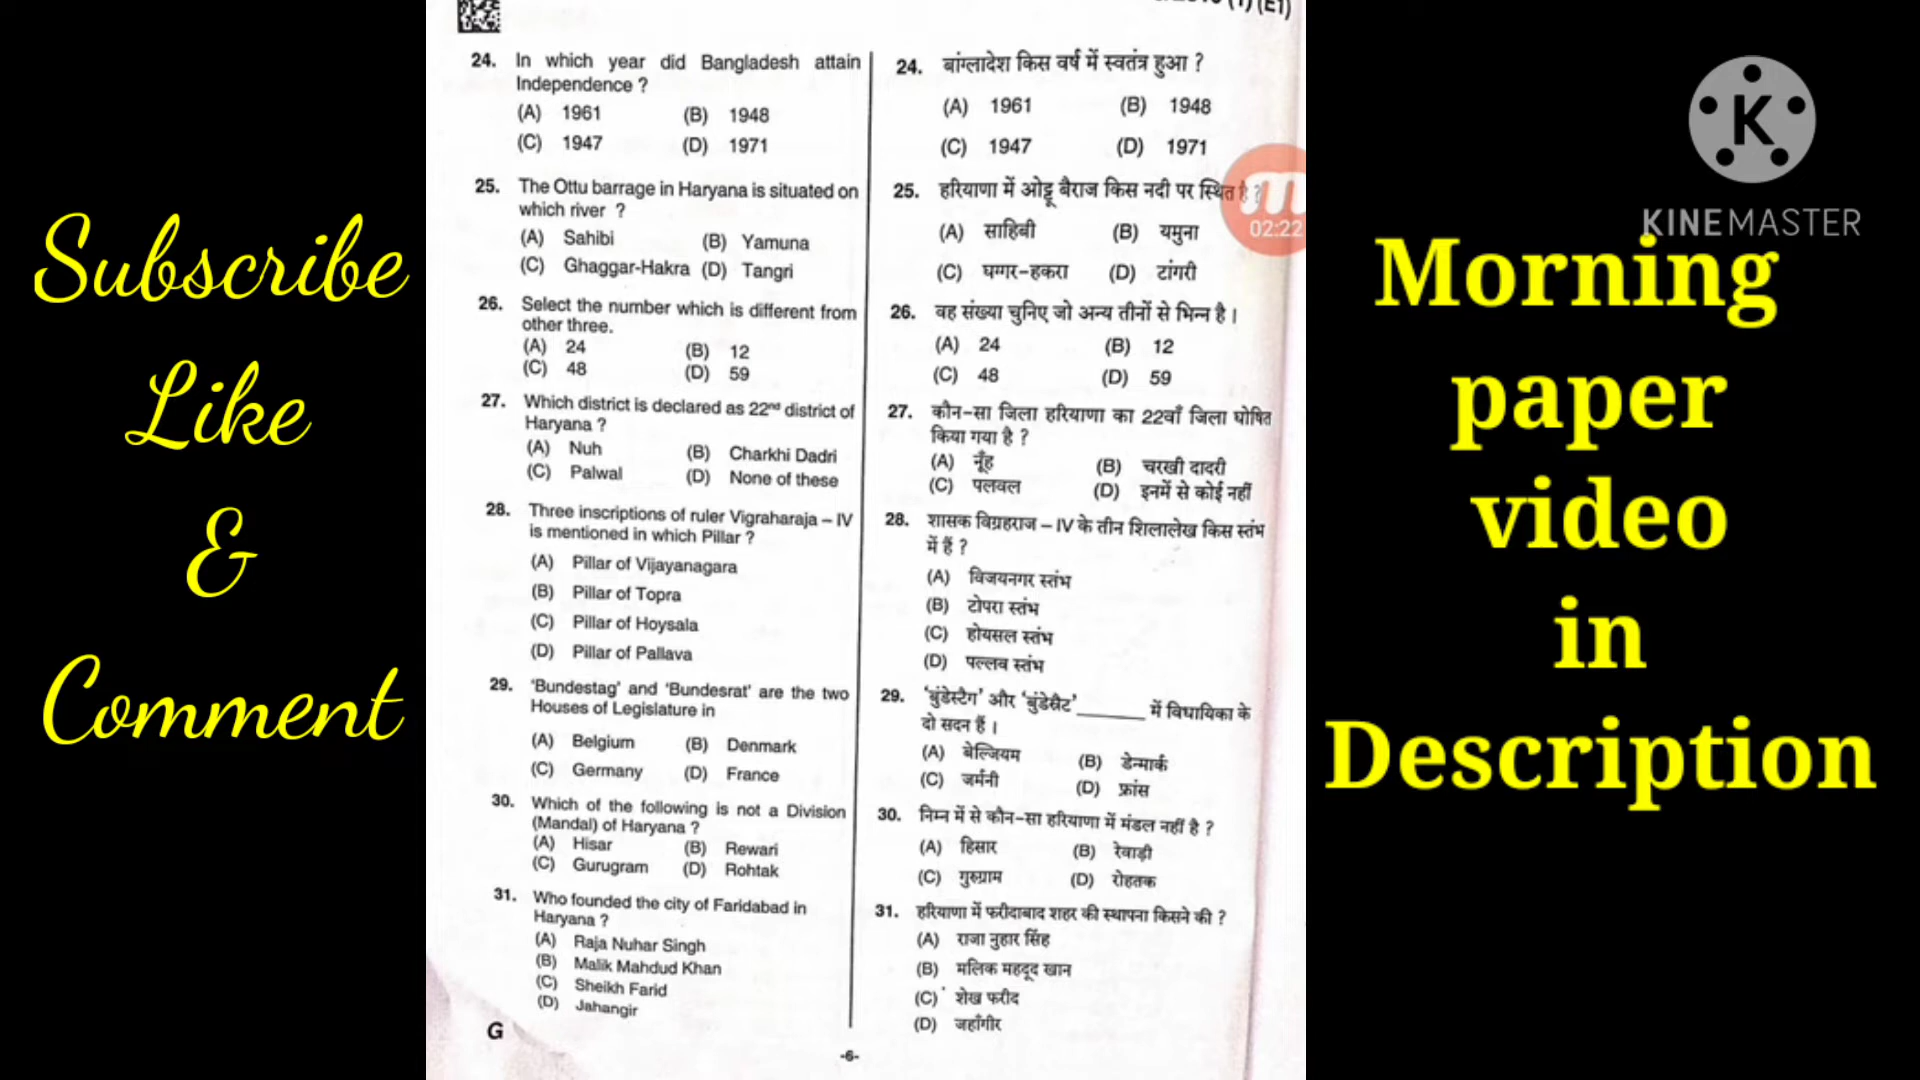 Subscribe
Like
&
Comment
(1) (E1)
24. In which year did Bangladesh attain
Independence ?
(A) 1961 (B) 1948
(C) 1947 (D) 1971
25. The Ottu barrage in Haryana is situated on
which river ?
(A) Sahibi (B) Yamuna
(C) Ghaggar-Hakra (D) Tangri
26. Select the number which is different from
other three.
(A) 24 (B) 12
(C) 48 (D) 59
27. Which district is declared as 22nd district of
Haryana ?
(A) Nuh (B) Charkhi Dadri
(C) Palwal (D) None of these
28. Three inscriptions of ruler Vigraharaja – IV
is mentioned in which Pillar ?
(A) Pillar of Vijayanagara
(B) Pillar of Topra
(C) Pillar of Hoysala
(D) Pillar of Pallava
29. 'Bundestag' and 'Bundesrat' are the two
Houses of Legislature in
(A) Belgium (B) Denmark
(C) Germany (D) France
30. Which of the following is not a Division
(Mandal) of Haryana ?
(A) Hisar (B) Rewari
(C) Gurugram (D) Rohtak
31. Who founded the city of Faridabad in
Haryana ?
(A) Raja Nuhar Singh
(B) Malik Mahdud Khan
(C) Sheikh Farid
(D) Jahangir
G
24. बांग्लादेश किस वर्ष में स्वतंत्र हुआ ?
(A) 1961 (B) 1948
(C) 1947 (D) 1971
25. हरियाणा में ओट्टू बैराज किस नदी पर स्थित है ?
(A) साहिबी (B) यमुना
(C) घग्गर-हकरा (D) टांगरी
26. वह संख्या चुनिए जो अन्य तीनों से भिन्न है ।
(A) 24 (B) 12
(C) 48 (D) 59
27. कौन-सा जिला हरियाणा का 22वाँ जिला घोषित
किया गया है ?
(A) नूँह (B) चरखी दादरी
(C) पलवल (D) इनमें से कोई नहीं
28. शासक विग्रहराज – IV के तीन शिलालेख किस स्तंभ
में हैं ?
(A) विजयनगर स्तंभ
(B) टोपरा स्तंभ
(C) होयसल स्तंभ
(D) पल्लव स्तंभ
29. 'बुंडेस्टैग' और 'बुंडेस्रैट' ______ में विधायिका के
दो सदन हैं ।
(A) बेल्जियम (B) डेन्मार्क
(C) जर्मनी (D) फ्रांस
30. निम्न में से कौन-सा हरियाणा में मंडल नहीं है ?
(A) हिसार (B) रेवाड़ी
(C) गुरुग्राम (D) रोहतक
31. हरियाणा में फरीदाबाद शहर की स्थापना किसने की ?
(A) राजा नुहार सिंह
(B) मलिक महदूद खान
(C) शेख फरीद
(D) जहाँगीर
-6-
02:22
K
KINEMASTER
Morning
paper
video
in
Description